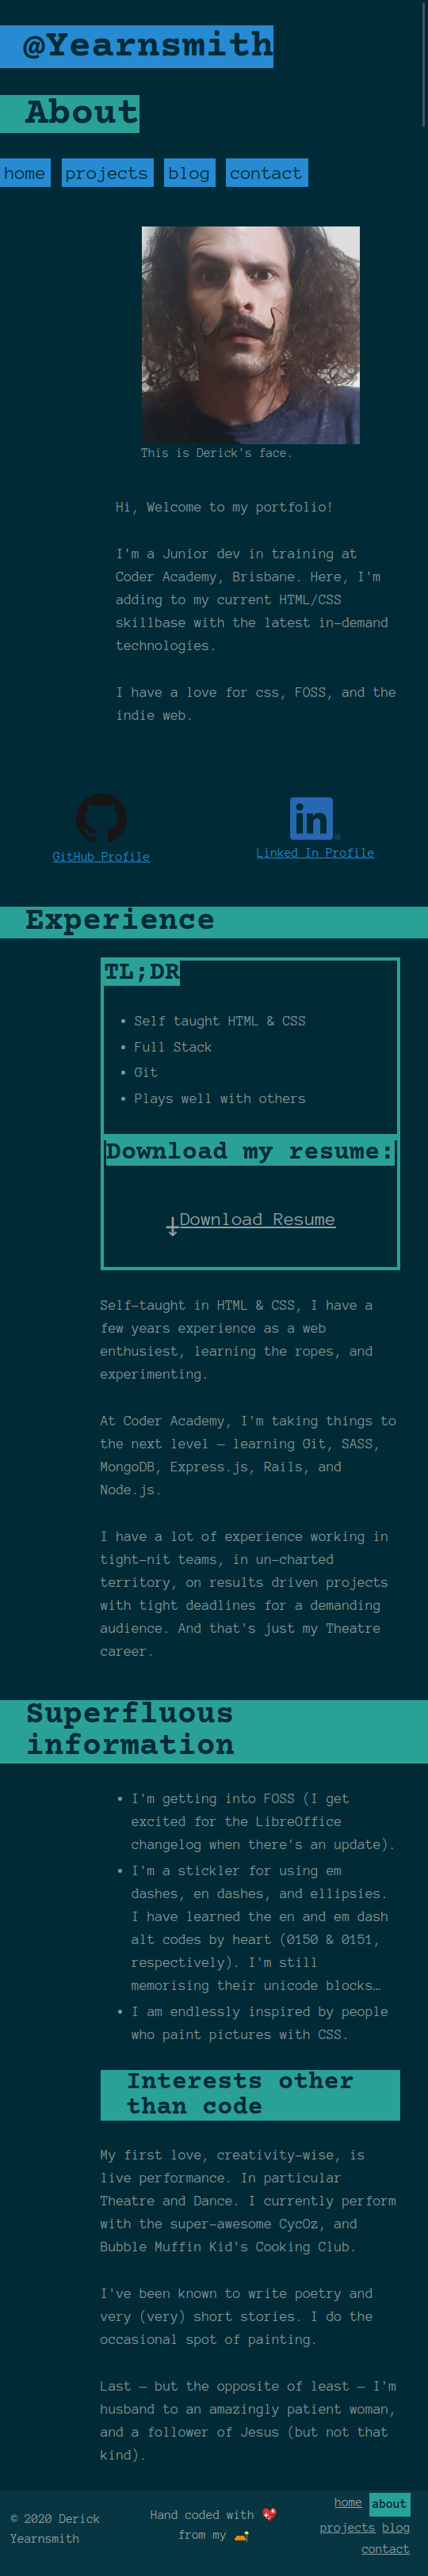 @Yearnsmith
About
home projects blog contact
This is Derick's face.
Hi, Welcome to my portfolio!
I'm a Junior dev in training at
Coder Academy, Brisbane. Here, I'm
adding to my current HTML/CSS
skillbase with the latest in-demand
technologies.
I have a love for css, FOSS, and the
indie web.
GitHub Profile
in
Linked In Profile
Experience
TL;DR
• Self taught HTML & CSS
• Full Stack
• Git
• Plays well with others
Download my resume:
Download Resume
Self-taught in HTML & CSS, I have a
few years experience as a web
enthusiest, learning the ropes, and
experimenting.
At Coder Academy, I'm taking things to
the next level — learning Git, SASS,
MongoDB, Express.js, Rails, and
Node.js.
I have a lot of experience working in
tight-nit teams, in un-charted
territory, on results driven projects
with tight deadlines for a demanding
audience. And that's just my Theatre
career.
Superfluous
information
• I'm getting into FOSS (I get
excited for the LibreOffice
changelog when there's an update).
• I'm a stickler for using em
dashes, en dashes, and ellipsies.
I have learned the en and em dash
alt codes by heart (0150 & 0151,
respectively). I'm still
memorising their unicode blocks…
• I am endlessly inspired by people
who paint pictures with CSS.
Interests other
than code
My first love, creativity-wise, is
live performance. In particular
Theatre and Dance. I currently perform
with the super-awesome CycOz, and
Bubble Muffin Kid's Cooking Club.
I've been known to write poetry and
very (very) short stories. I do the
occasional spot of painting.
Last — but the opposite of least — I'm
husband to an amazingly patient woman,
and a follower of Jesus (but not that
kind).
© 2020 Derick
Yearnsmith
Hand coded with 💖
from my 🛋️
home about
projects blog
contact